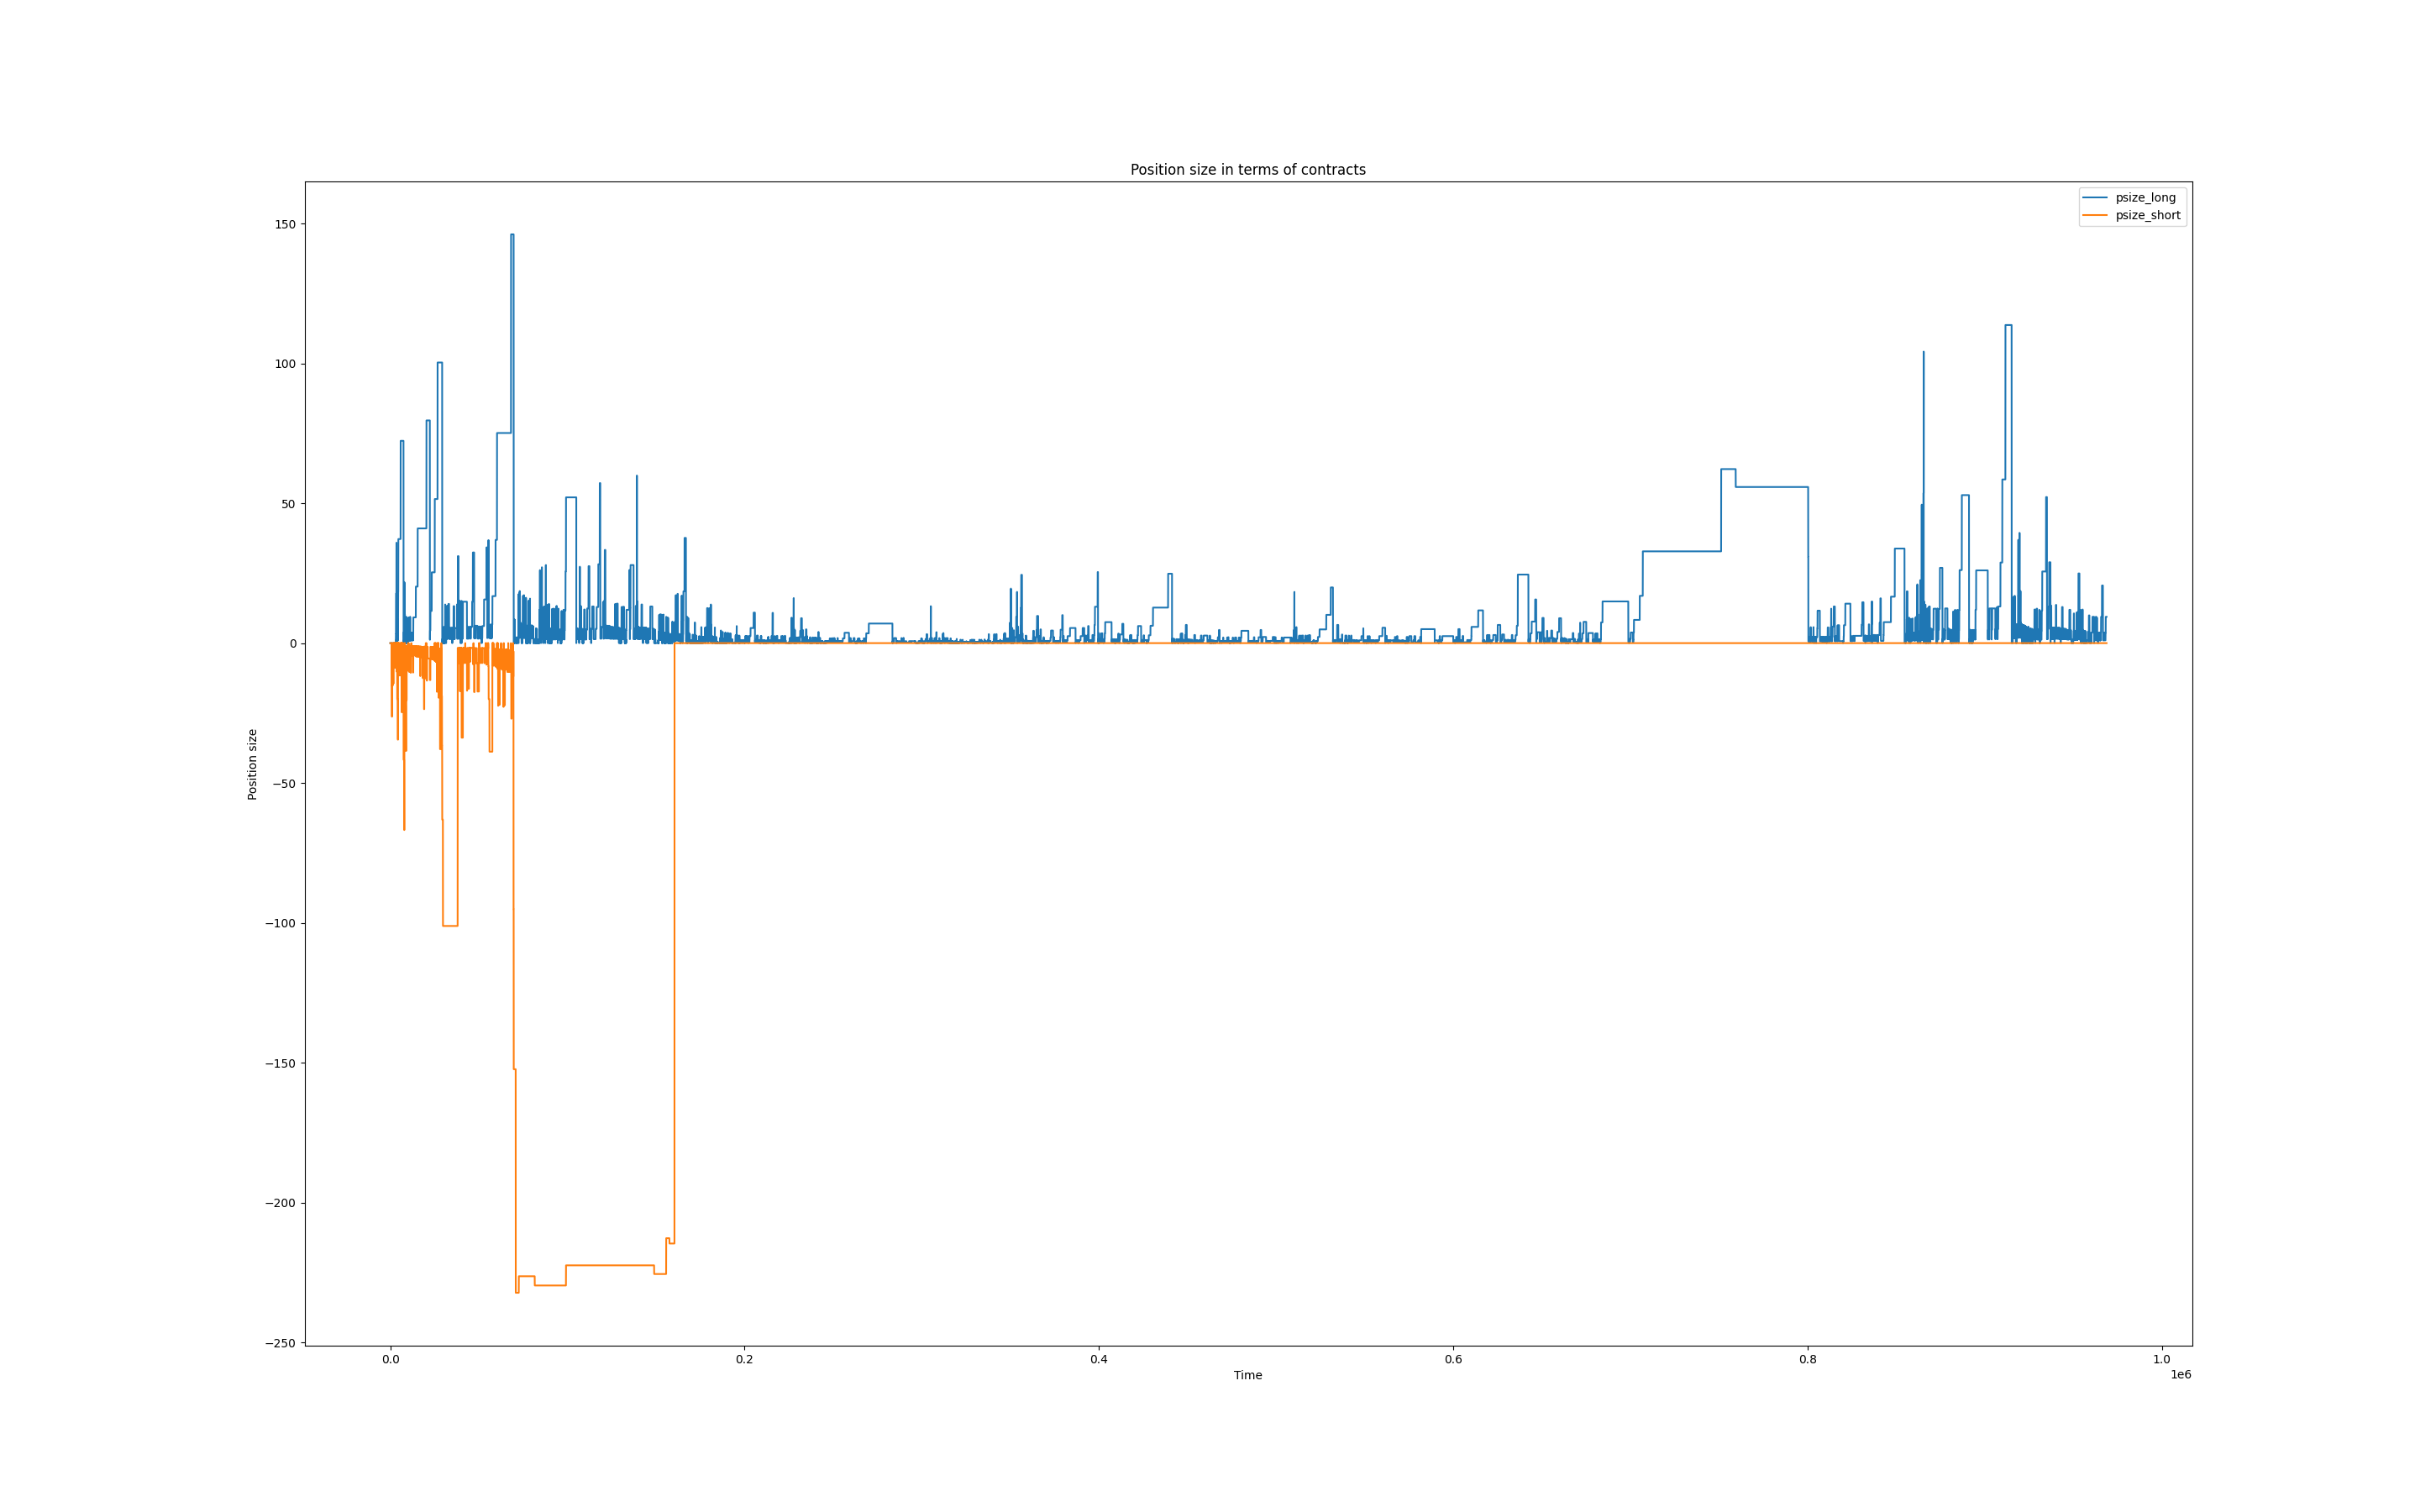 Position size in terms of contracts
psize_long
psize_short
150
100
50
0
−50
−100
−150
−200
−250
Position size
0.0
0.2
0.4
0.6
0.8
1.0
1e6
Time